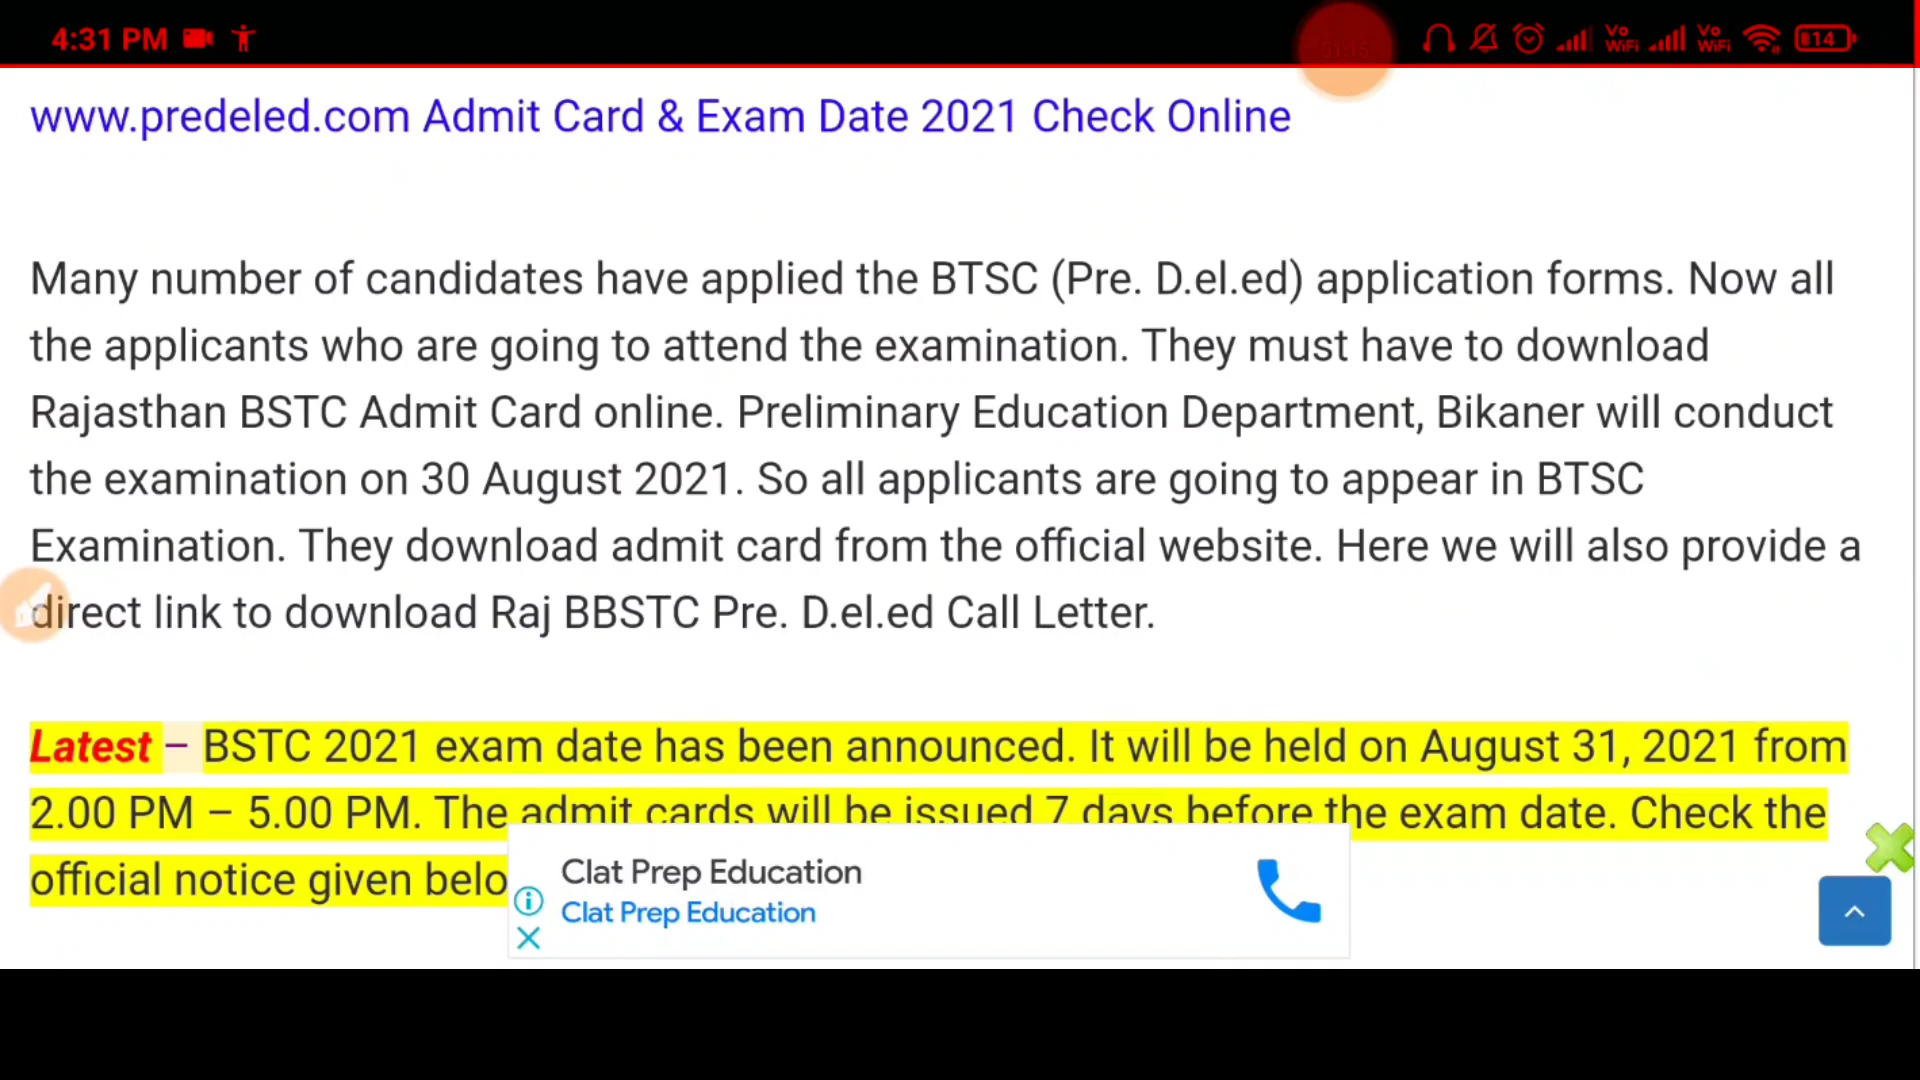 4:31 PM
Vo WiFi Vo WiFi 14
www.predeled.com Admit Card & Exam Date 2021 Check Online
Many number of candidates have applied the BTSC (Pre. D.el.ed) application forms. Now all
the applicants who are going to attend the examination. They must have to download
Rajasthan BSTC Admit Card online. Preliminary Education Department, Bikaner will conduct
the examination on 30 August 2021. So all applicants are going to appear in BTSC
Examination. They download admit card from the official website. Here we will also provide a
direct link to download Raj BBSTC Pre. D.el.ed Call Letter.
Latest – BSTC 2021 exam date has been announced. It will be held on August 31, 2021 from
2.00 PM – 5.00 PM. The admit cards will be issued 7 days before the exam date. Check the
official notice given belo
Clat Prep Education
Clat Prep Education